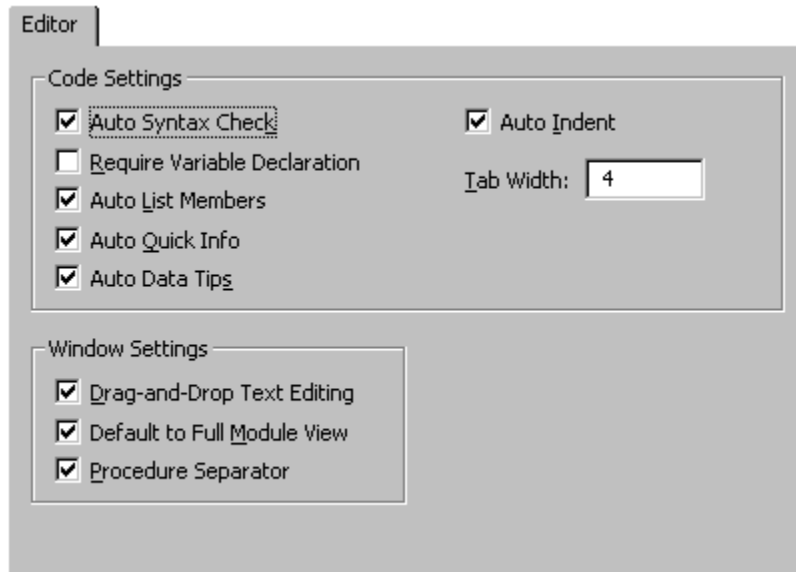 Editor
Code Settings
Auto Syntax Check
Require Variable Declaration
Auto List Members
Auto Quick Info
Auto Data Tips
Auto Indent
Tab Width: 4
Window Settings
Drag-and-Drop Text Editing
Default to Full Module View
Procedure Separator